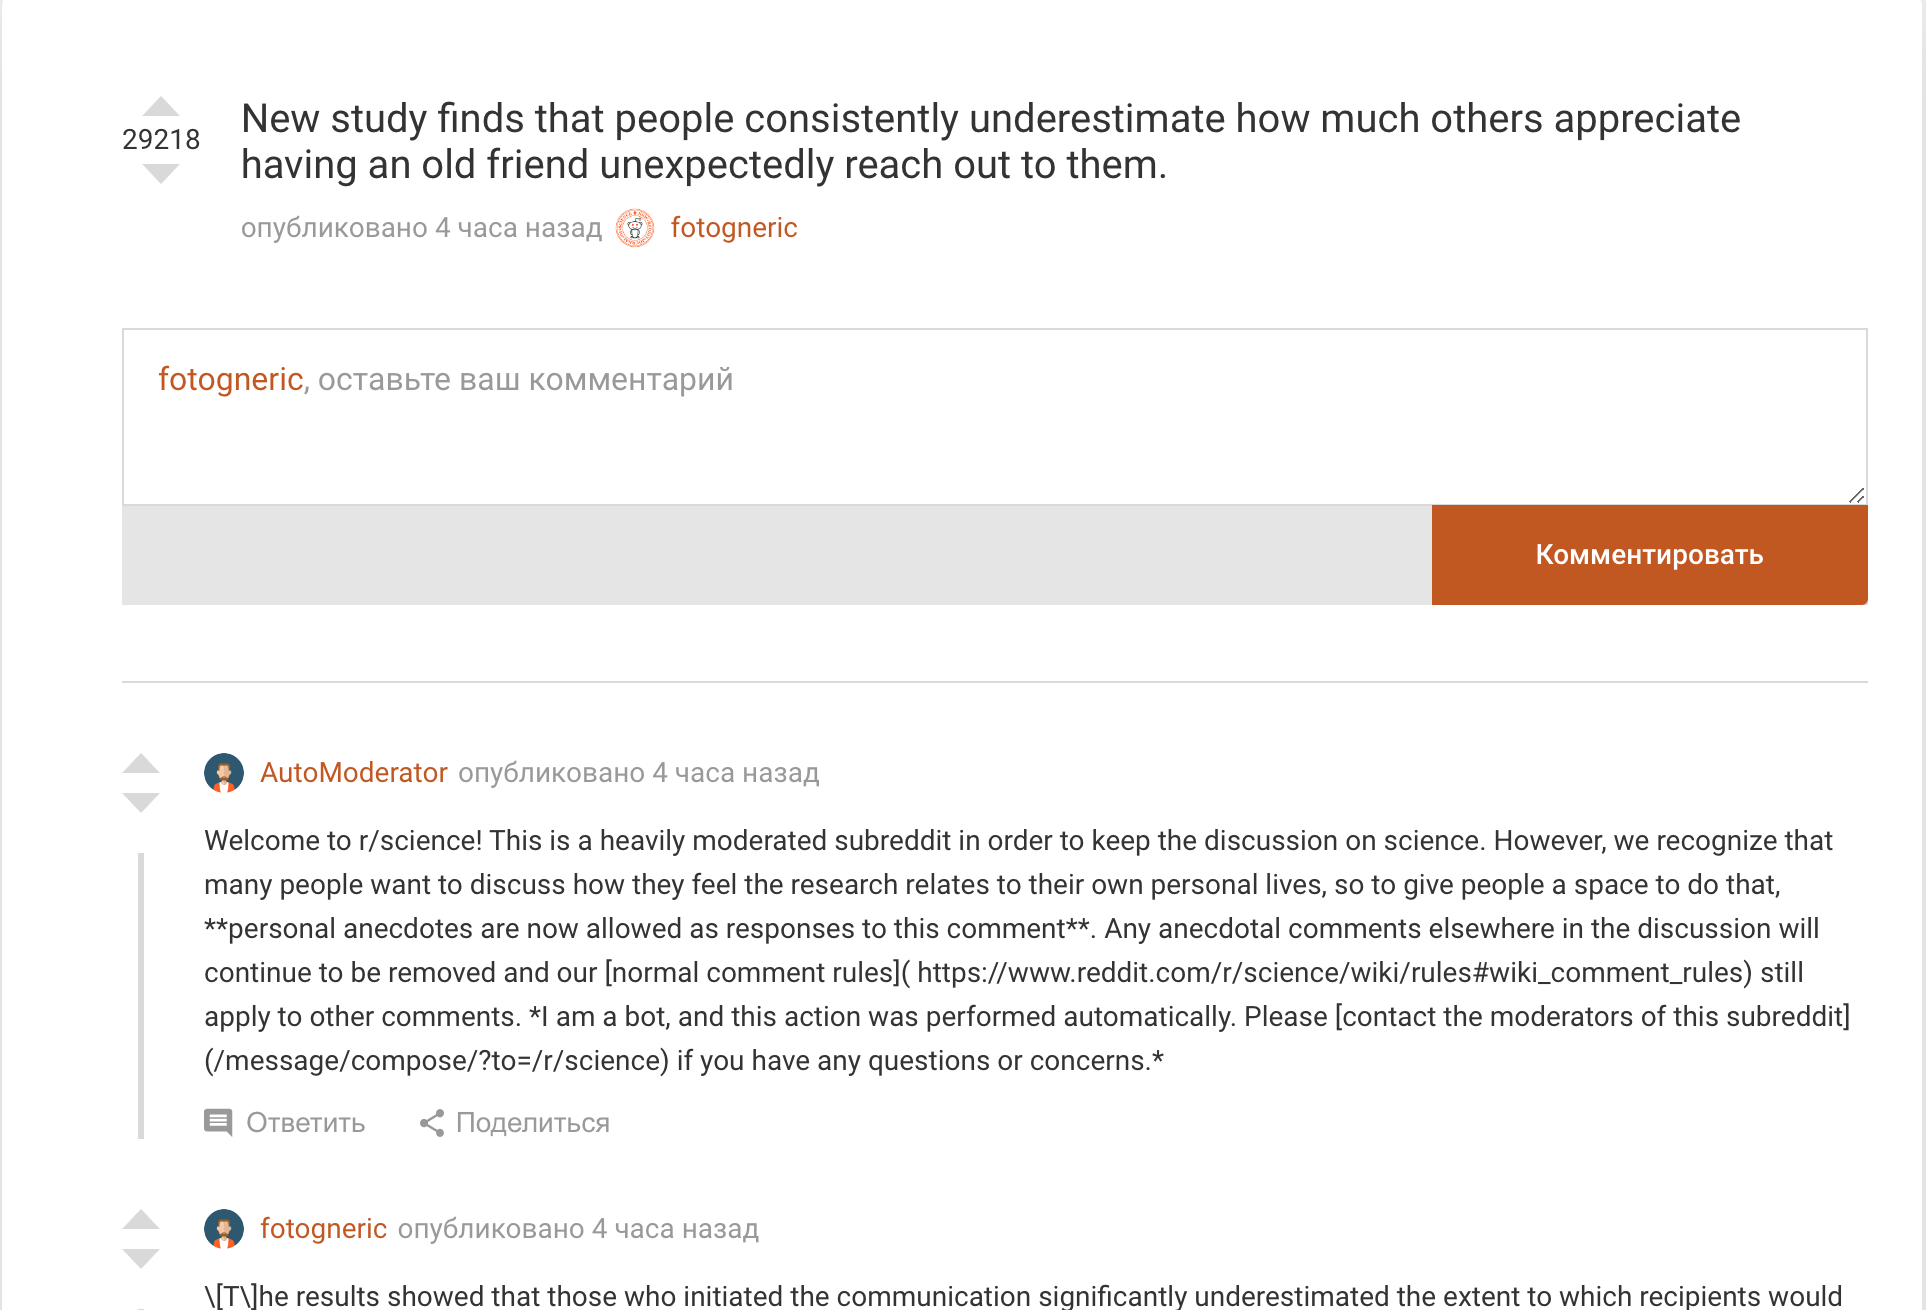 29218
New study finds that people consistently underestimate how much others appreciate
having an old friend unexpectedly reach out to them.
опубликовано 4 часа назад fotogneric
fotogneric, оставьте ваш комментарий
Комментировать
AutoModerator опубликовано 4 часа назад
Welcome to r/science! This is a heavily moderated subreddit in order to keep the discussion on science. However, we recognize that
many people want to discuss how they feel the research relates to their own personal lives, so to give people a space to do that,
**personal anecdotes are now allowed as responses to this comment**. Any anecdotal comments elsewhere in the discussion will
continue to be removed and our [normal comment rules]( https://www.reddit.com/r/science/wiki/rules#wiki_comment_rules) still
apply to other comments. *I am a bot, and this action was performed automatically. Please [contact the moderators of this subreddit]
(/message/compose/?to=/r/science) if you have any questions or concerns.*
Ответить Поделиться
fotogneric опубликовано 4 часа назад
\[T\]he results showed that those who initiated the communication significantly underestimated the extent to which recipients would